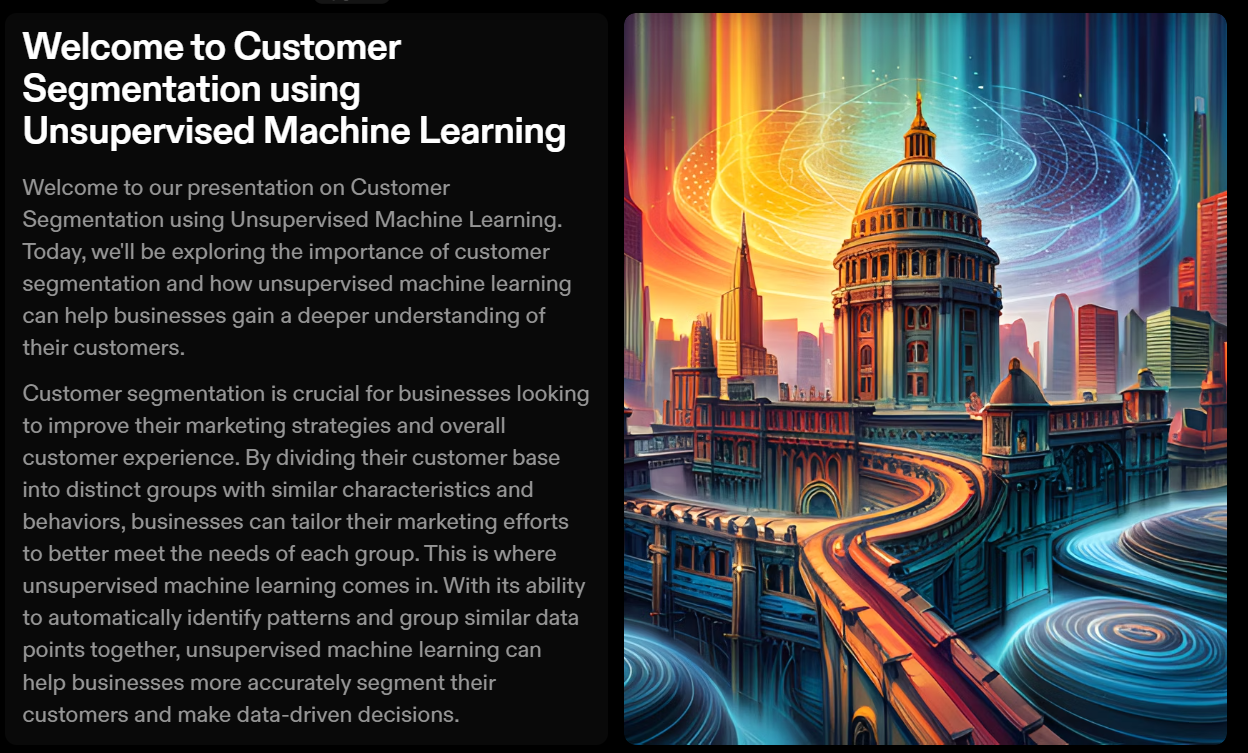 Welcome to Customer
Segmentation using
Unsupervised Machine Learning
Welcome to our presentation on Customer
Segmentation using Unsupervised Machine Learning.
Today, we'll be exploring the importance of customer
segmentation and how unsupervised machine learning
can help businesses gain a deeper understanding of
their customers.
Customer segmentation is crucial for businesses looking
to improve their marketing strategies and overall
customer experience. By dividing their customer base
into distinct groups with similar characteristics and
behaviors, businesses can tailor their marketing efforts
to better meet the needs of each group. This is where
unsupervised machine learning comes in. With its ability
to automatically identify patterns and group similar data
points together, unsupervised machine learning can
help businesses more accurately segment their
customers and make data-driven decisions.